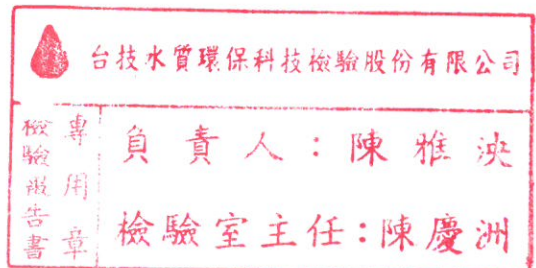 台技水質環保科技檢驗股份有限公司
檢驗報告書
專用章
負責人：陳雅泱
檢驗室主任：陳慶洲